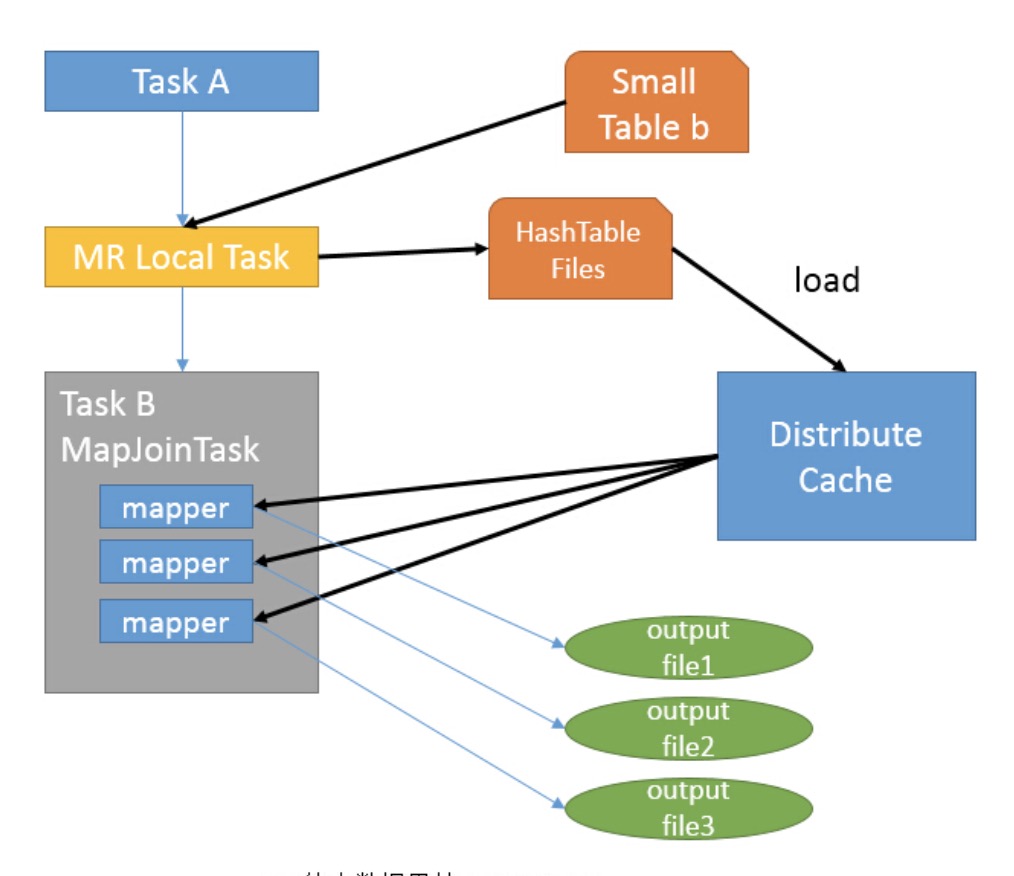 Task A
Small
Table b
MR Local Task
HashTable
Files
load
Task B
MapJoinTask
Distribute
Cache
mapper
mapper
mapper
output
file1
output
file2
output
file3